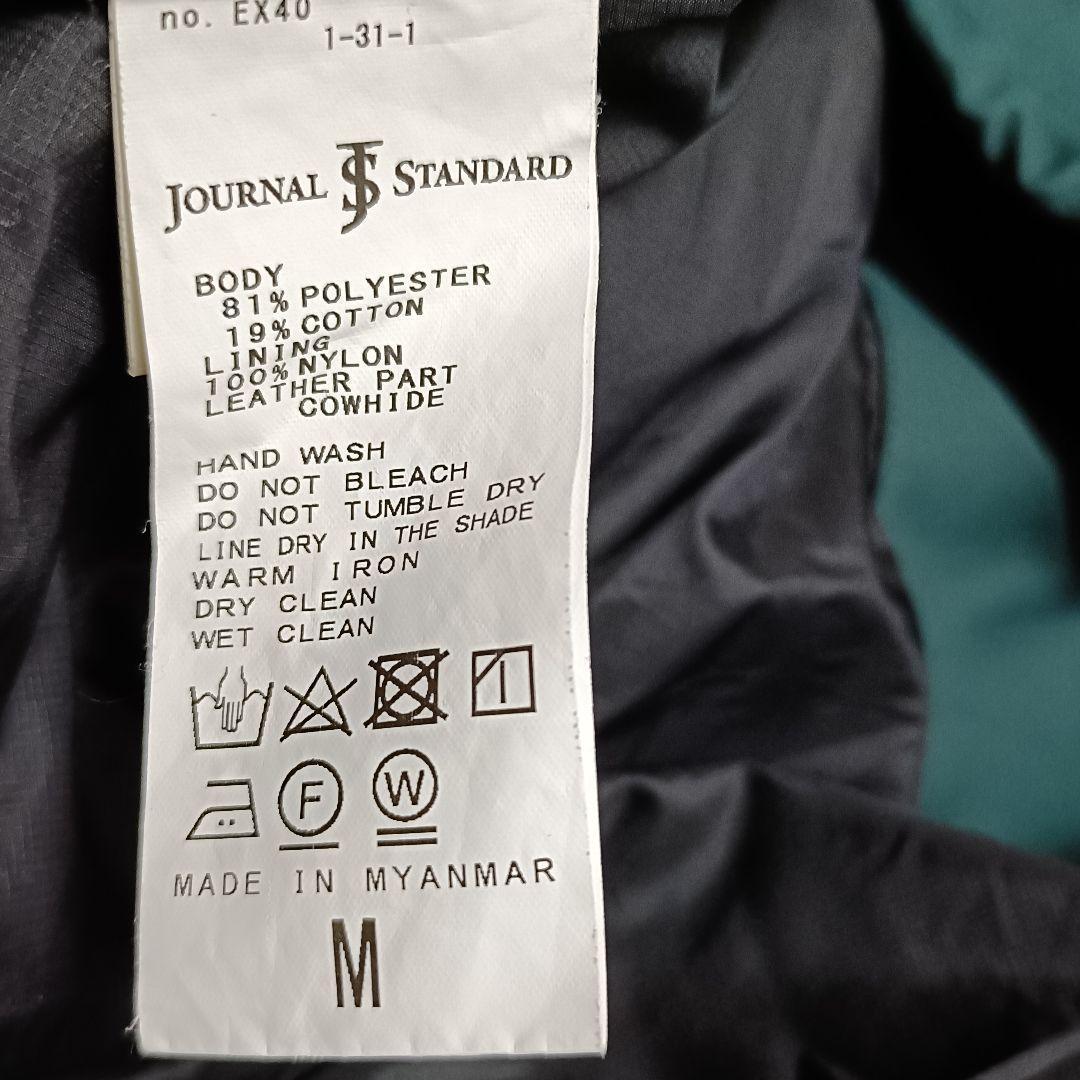 no. EX40
1-31-1
JOURNAL JS STANDARD
BODY
81% POLYESTER
19% COTTON
LINING
100% NYLON
LEATHER PART
COWHIDE
HAND WASH
DO NOT BLEACH
DO NOT TUMBLE DRY
LINE DRY IN THE SHADE
WARM IRON
DRY CLEAN
WET CLEAN
F W
MADE IN MYANMAR
M